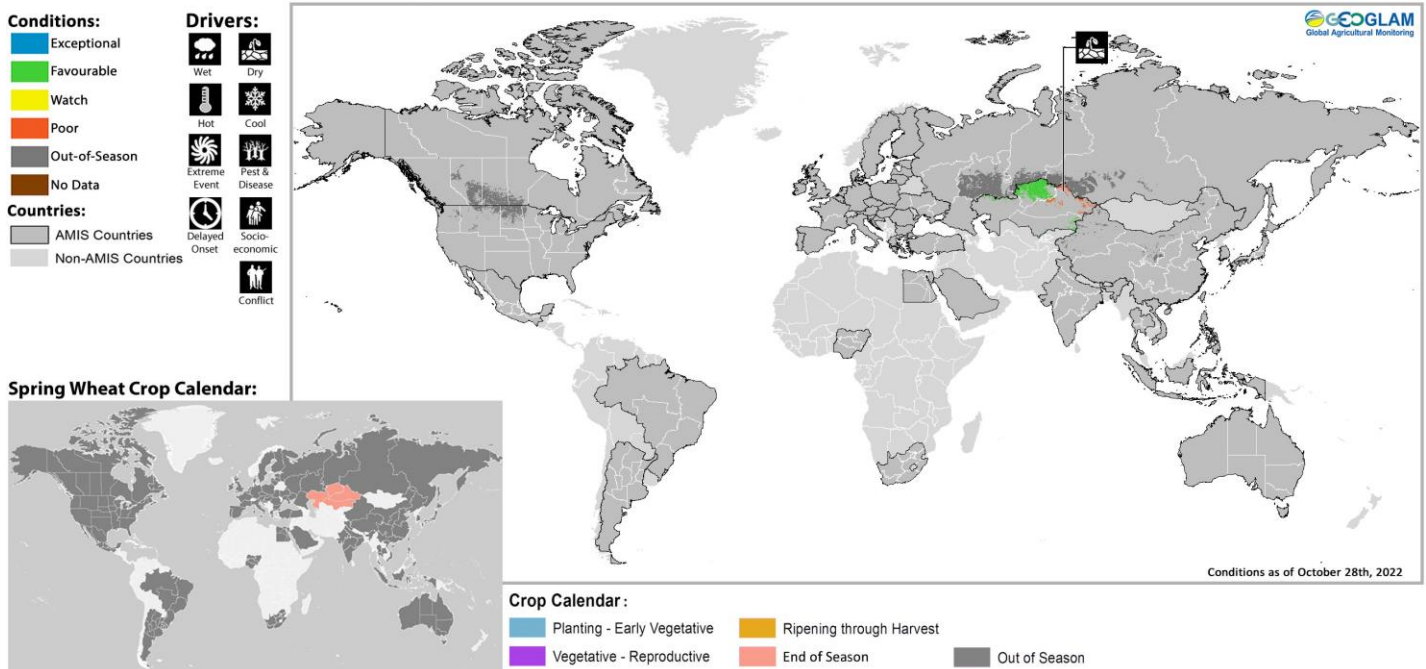 Conditions:
Exceptional
Favourable
Watch
Poor
Out-of-Season
No Data
Countries:
AMIS Countries
Non-AMIS Countries
Drivers:
Wet
Dry
Hot
Cool
Extreme
Event
Pest &
Disease
Delayed
Onset
Socio-
economic
Conflict
GEOGLAM
Global Agricultural Monitoring
Conditions as of October 28th, 2022
Spring Wheat Crop Calendar:
Crop Calendar :
Planting - Early Vegetative
Ripening through Harvest
Vegetative - Reproductive
End of Season
Out of Season